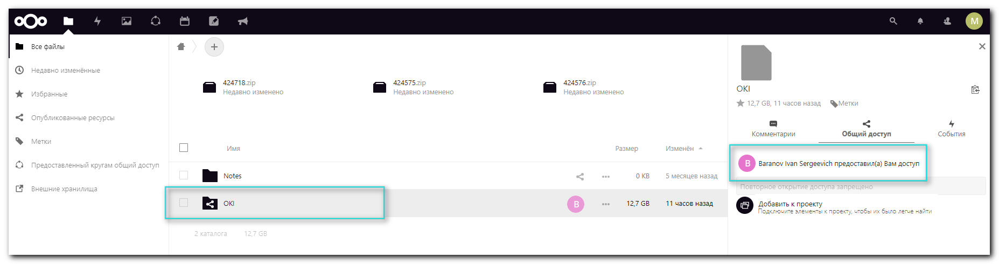 M
Все файлы
Недавно изменённые
Избранные
Опубликованные ресурсы
Метки
Предоставленный кругам общий доступ
Внешние хранилища
+
424718.zip
Недавно изменено
424575.zip
Недавно изменено
424576.zip
Недавно изменено
Имя
Размер
Изменён
Notes
0 KB
5 месяцев назад
OKI
B
12,7 GB
11 часов назад
2 каталога
12,7 GB
OKI
12,7 GB, 11 часов назад
Метки
Комментарии
Общий доступ
События
B
Baranov Ivan Sergeevich предоставил(а) Вам доступ
Повторное открытие доступа запрещено
Добавить к проекту
Подключите элементы к проекту, чтобы их было легче найти